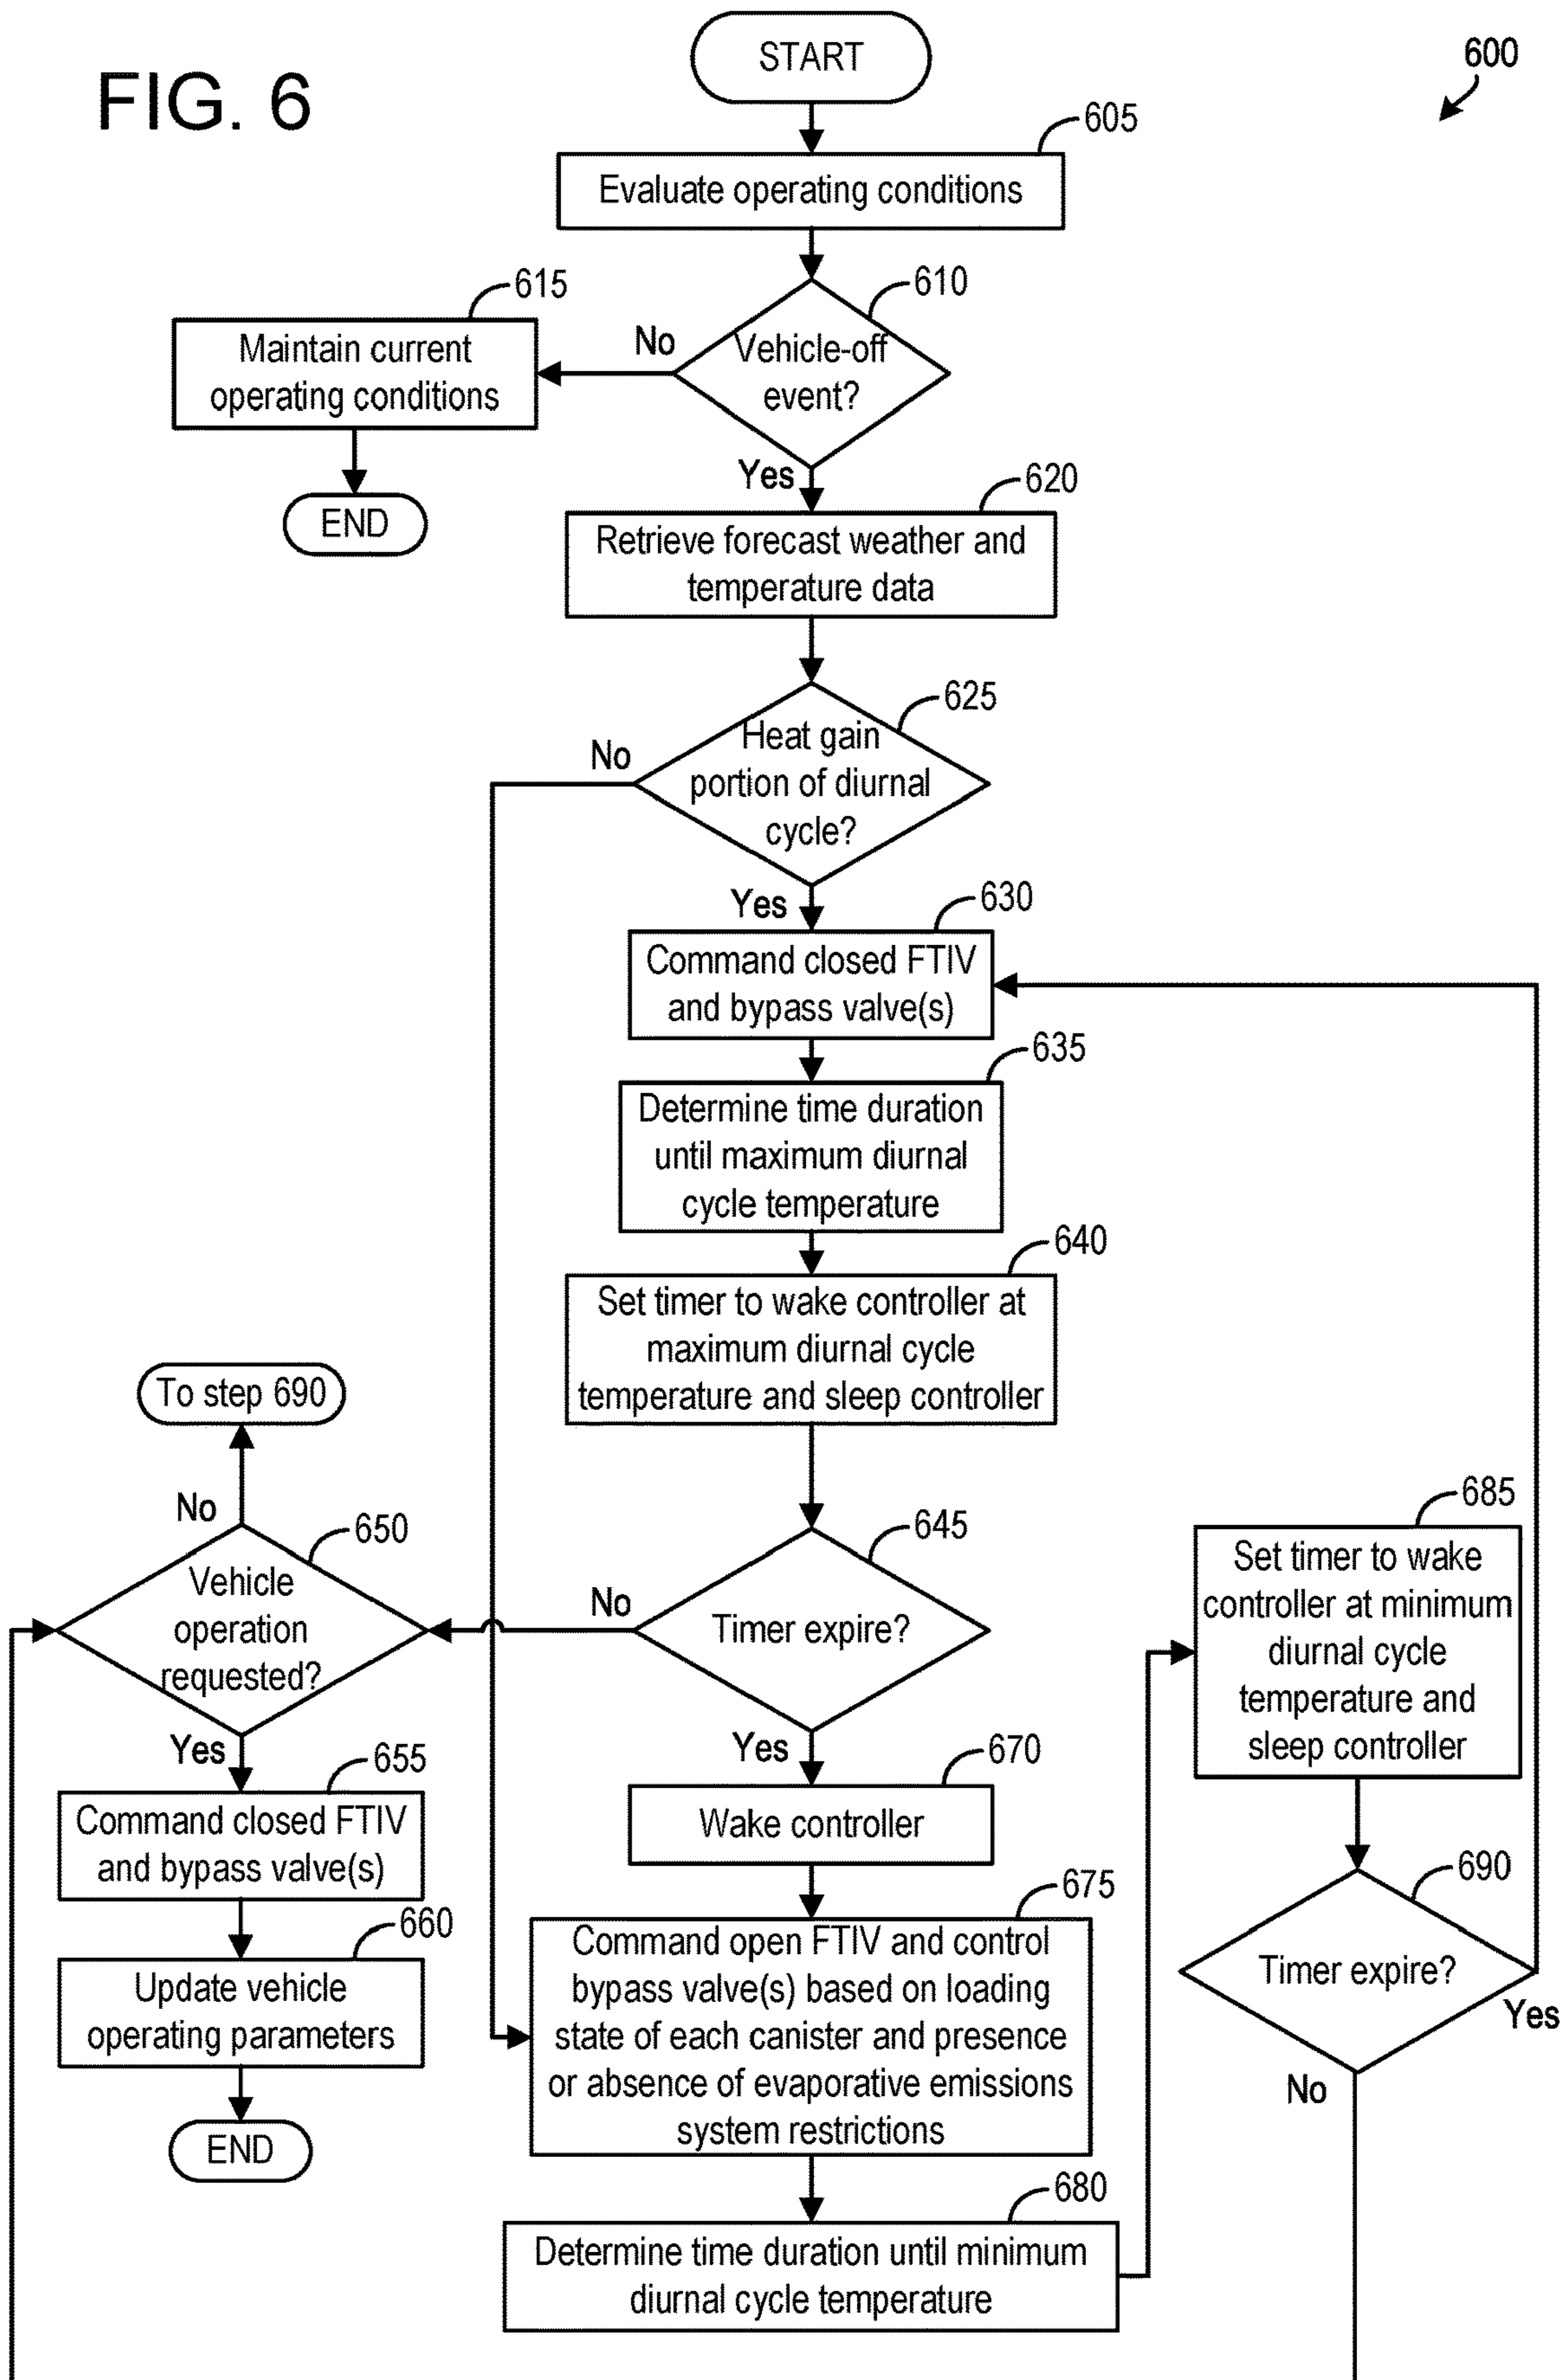 FIG. 6
600
START
605
Evaluate operating conditions
610
Vehicle-off
event?
No
615
Maintain current
operating conditions
END
Yes
620
Retrieve forecast weather and
temperature data
625
Heat gain
portion of diurnal
cycle?
No
Yes
630
Command closed FTIV
and bypass valve(s)
635
Determine time duration
until maximum diurnal
cycle temperature
640
Set timer to wake controller at
maximum diurnal cycle
temperature and sleep controller
645
Timer expire?
No
To step 690
No
650
Vehicle
operation
requested?
Yes
655
Command closed FTIV
and bypass valve(s)
660
Update vehicle
operating parameters
END
Yes
670
Wake controller
675
Command open FTIV and control
bypass valve(s) based on loading
state of each canister and presence
or absence of evaporative emissions
system restrictions
680
Determine time duration until minimum
diurnal cycle temperature
685
Set timer to wake
controller at minimum
diurnal cycle
temperature and
sleep controller
690
Timer expire?
Yes
No